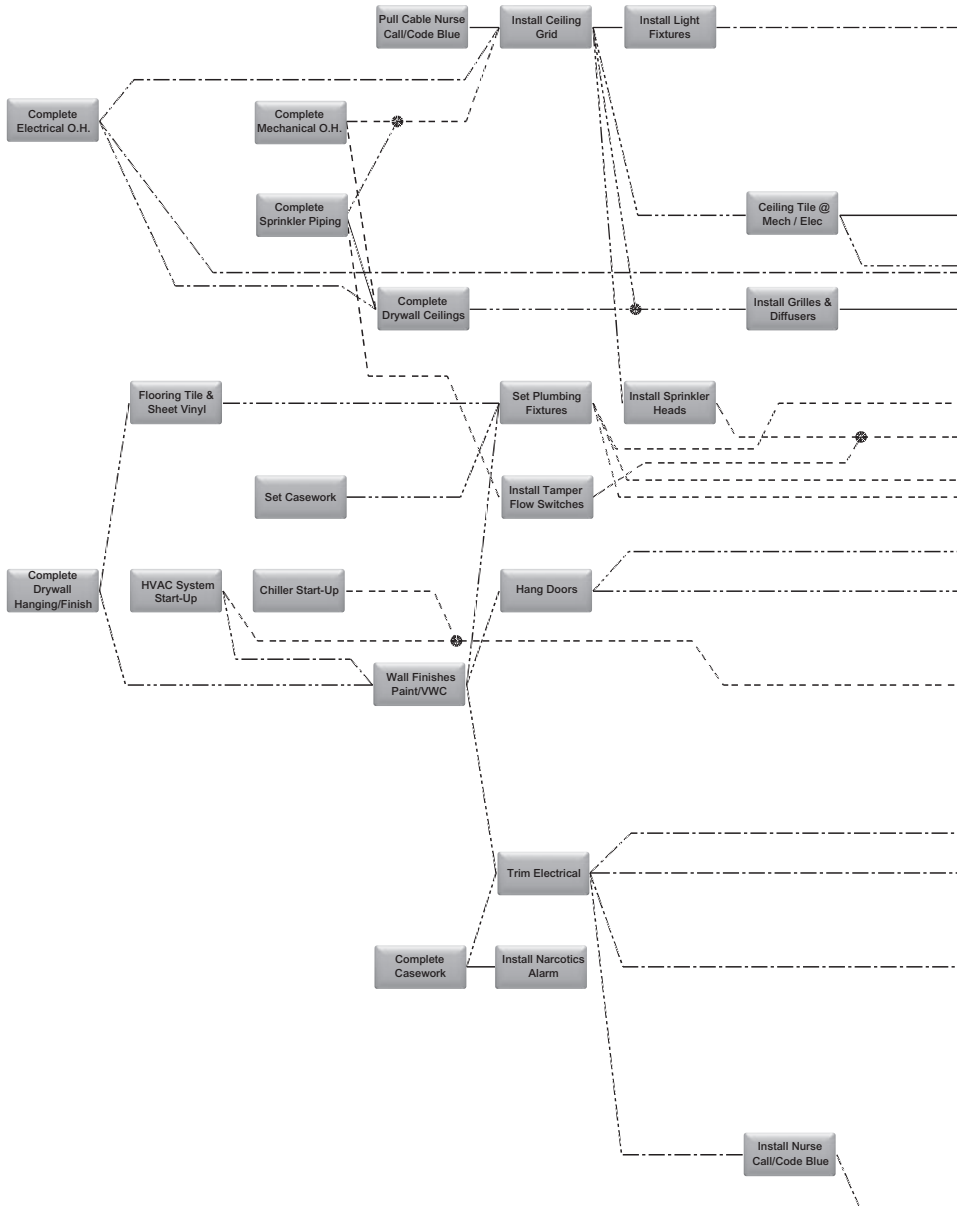 Pull Cable Nurse
Call/Code Blue
Install Ceiling
Grid
Install Light
Fixtures
Complete
Electrical O.H.
Complete
Mechanical O.H.
Complete
Sprinkler Piping
Ceiling Tile @
Mech / Elec
Complete
Drywall Ceilings
Install Grilles &
Diffusers
Flooring Tile &
Sheet Vinyl
Set Plumbing
Fixtures
Install Sprinkler
Heads
Set Casework
Install Tamper
Flow Switches
Complete
Drywall
Hanging/Finish
HVAC System
Start-Up
Chiller Start-Up
Hang Doors
Wall Finishes
Paint/VWC
Trim Electrical
Complete
Casework
Install Narcotics
Alarm
Install Nurse
Call/Code Blue